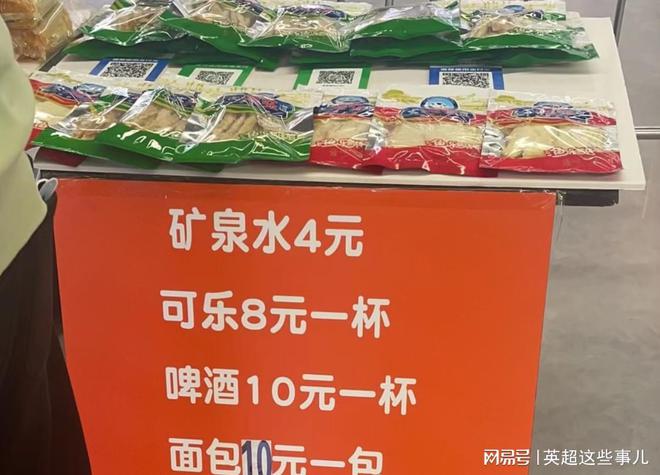 矿泉水4元
可乐8元一杯
啤酒10元一杯
面包10元一包
网易号 | 英超这些事儿